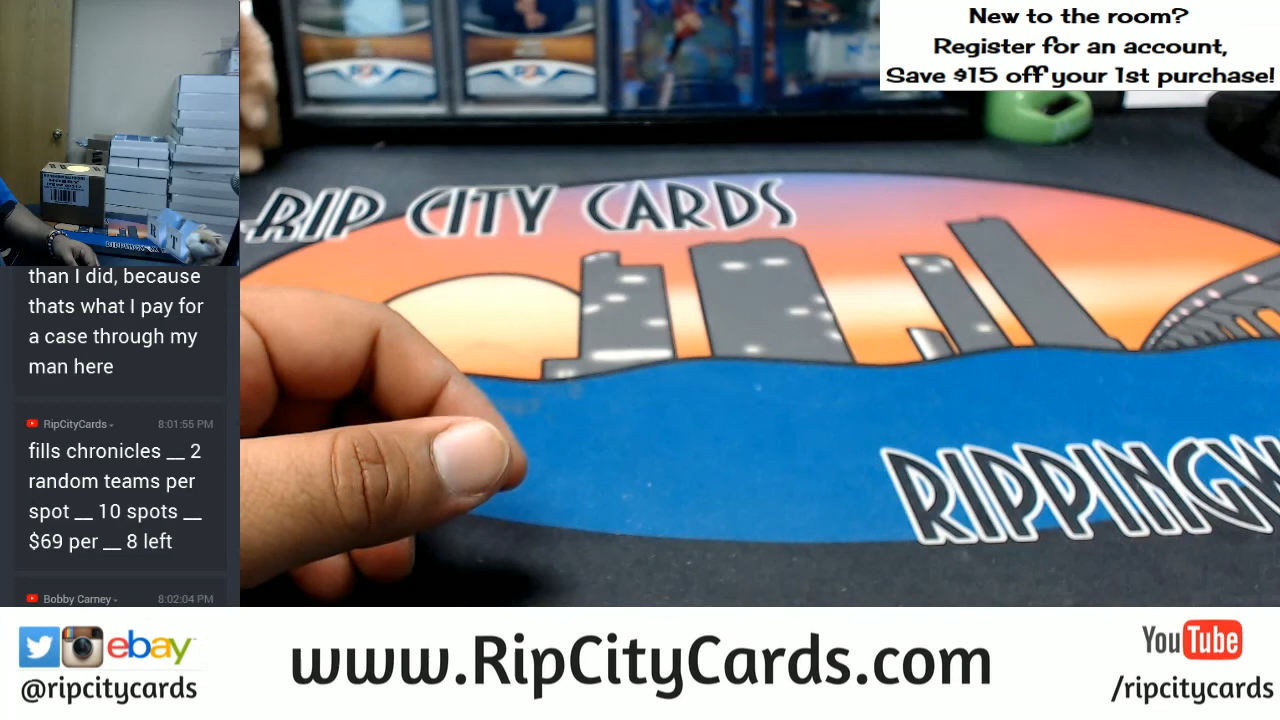 New to the room?
Register for an account,
Save $15 off your 1st purchase!
RIP CITY CARDS
than I did, because
thats what I pay for
a case through my
man here
RipCityCards
8:01:55 PM
fills chronicles __ 2
random teams per
spot __ 10 spots __
$69 per __ 8 left
Bobby Carney
8:02:04 PM
RIPPINGW
ebay
@ripcitycards
www.RipCityCards.com
YouTube
/ripcitycards